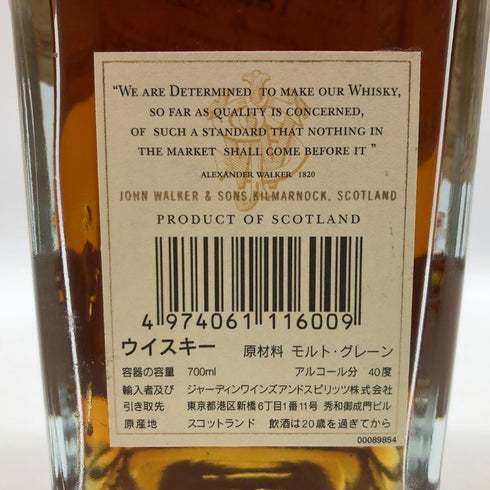 “WE ARE DETERMINED TO MAKE OUR WHISKY,
SO FAR AS QUALITY IS CONCERNED,
OF SUCH A STANDARD THAT NOTHING IN
THE MARKET SHALL COME BEFORE IT”
ALEXANDER WALKER 1820
JOHN WALKER & SONS, KILMARNOCK, SCOTLAND
PRODUCT OF SCOTLAND
4 974061 116009
ウイスキー 原材料 モルト・グレーン
容器の容量 700ml アルコール分 40度
輸入者及び ジャーディンワインズアンドスピリッツ株式会社
引き取先 東京都港区新橋6丁目1番11号 秀和御成門ビル
原産地 スコットランド 飲酒は20歳を過ぎてから
00089854